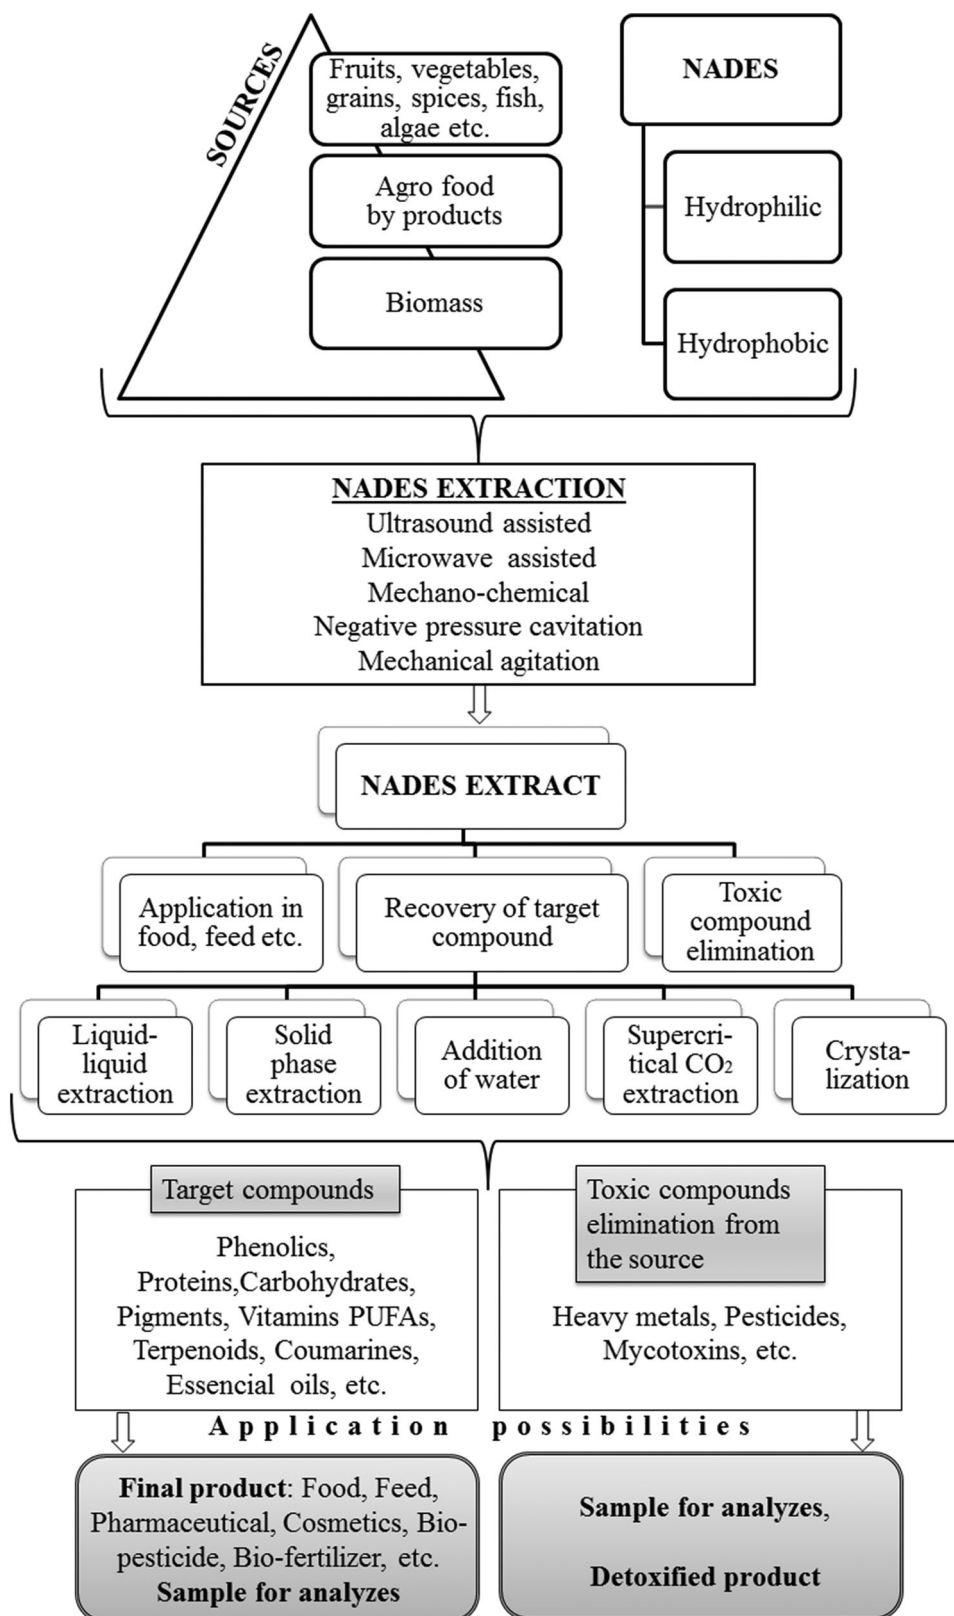 SOURCES
Fruits, vegetables,
grains, spices, fish,
algae etc.
Agro food
by products
Biomass
NADES
Hydrophilic
Hydrophobic
NADES EXTRACTION
Ultrasound assisted
Microwave assisted
Mechano-chemical
Negative pressure cavitation
Mechanical agitation
NADES EXTRACT
Application in
food, feed etc.
Recovery of target
compound
Toxic
compound
elimination
Liquid-
liquid
extraction
Solid
phase
extraction
Addition
of water
Supercri-
tical CO₂
extraction
Crysta-
lization
Target compounds
Phenolics,
Proteins,Carbohydrates,
Pigments, Vitamins PUFAs,
Terpenoids, Coumarines,
Essencial oils, etc.
Toxic compounds
elimination from
the source
Heavy metals, Pesticides,
Mycotoxins, etc.
Application possibilities
Final product: Food, Feed,
Pharmaceutical, Cosmetics, Bio-
pesticide, Bio-fertilizer, etc.
Sample for analyzes
Sample for analyzes,
Detoxified product